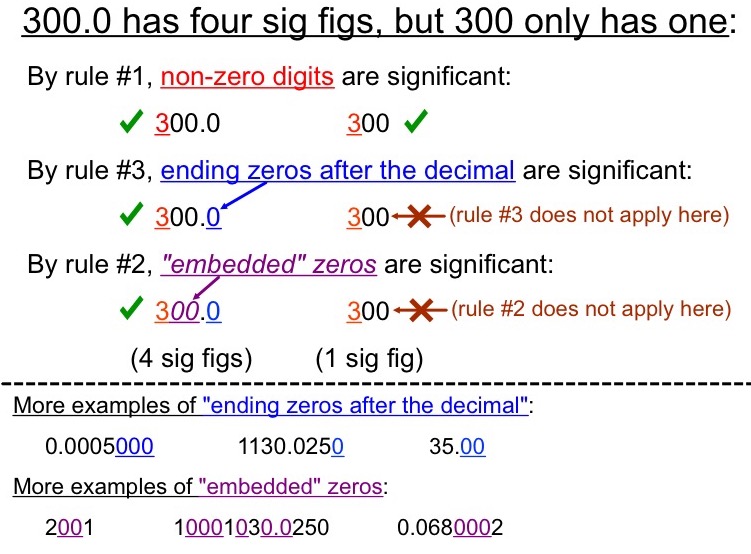 300.0 has four sig figs, but 300 only has one:
By rule #1, non-zero digits are significant:
300.0 300
By rule #3, ending zeros after the decimal are significant:
300.0 300 (rule #3 does not apply here)
By rule #2, "embedded" zeros are significant:
300.0 300 (rule #2 does not apply here)
(4 sig figs) (1 sig fig)
More examples of "ending zeros after the decimal":
0.0005000 1130.0250 35.00
More examples of "embedded" zeros:
2001 10001030.0250 0.0680002